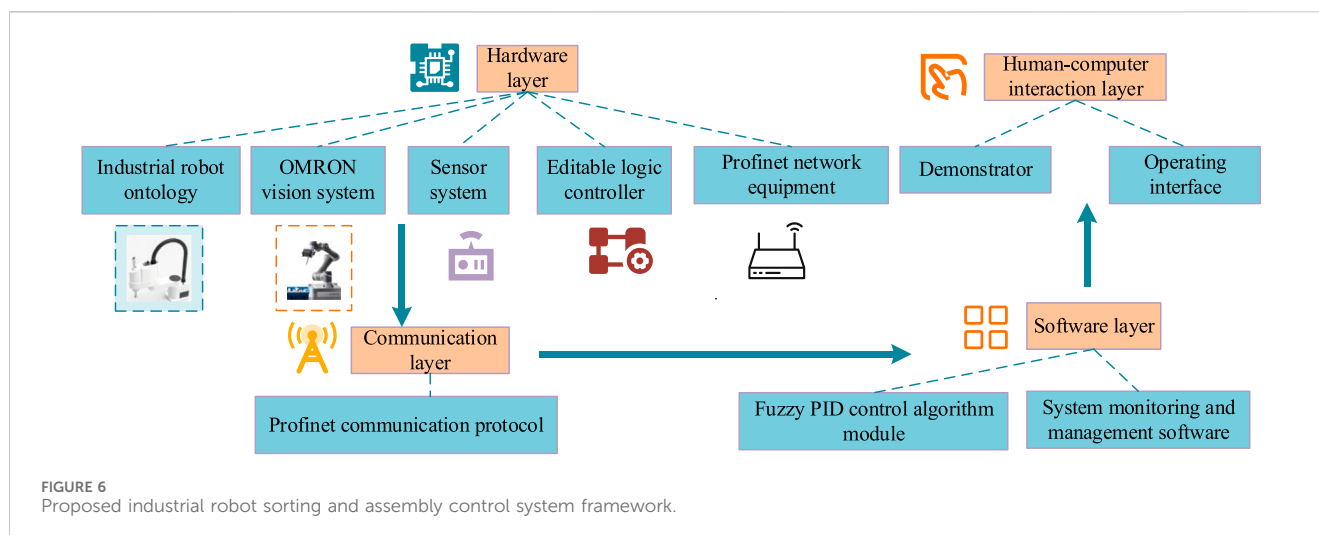 Hardware
layer
Human-computer
interaction layer
Industrial robot
ontology
OMRON
vision system
Sensor
system
Editable logic
controller
Profinet network
equipment
Demonstrator
Operating
interface
Communication
layer
Software layer
Profinet communication protocol
Fuzzy PID control algorithm
module
System monitoring and
management software
FIGURE 6
Proposed industrial robot sorting and assembly control system framework.